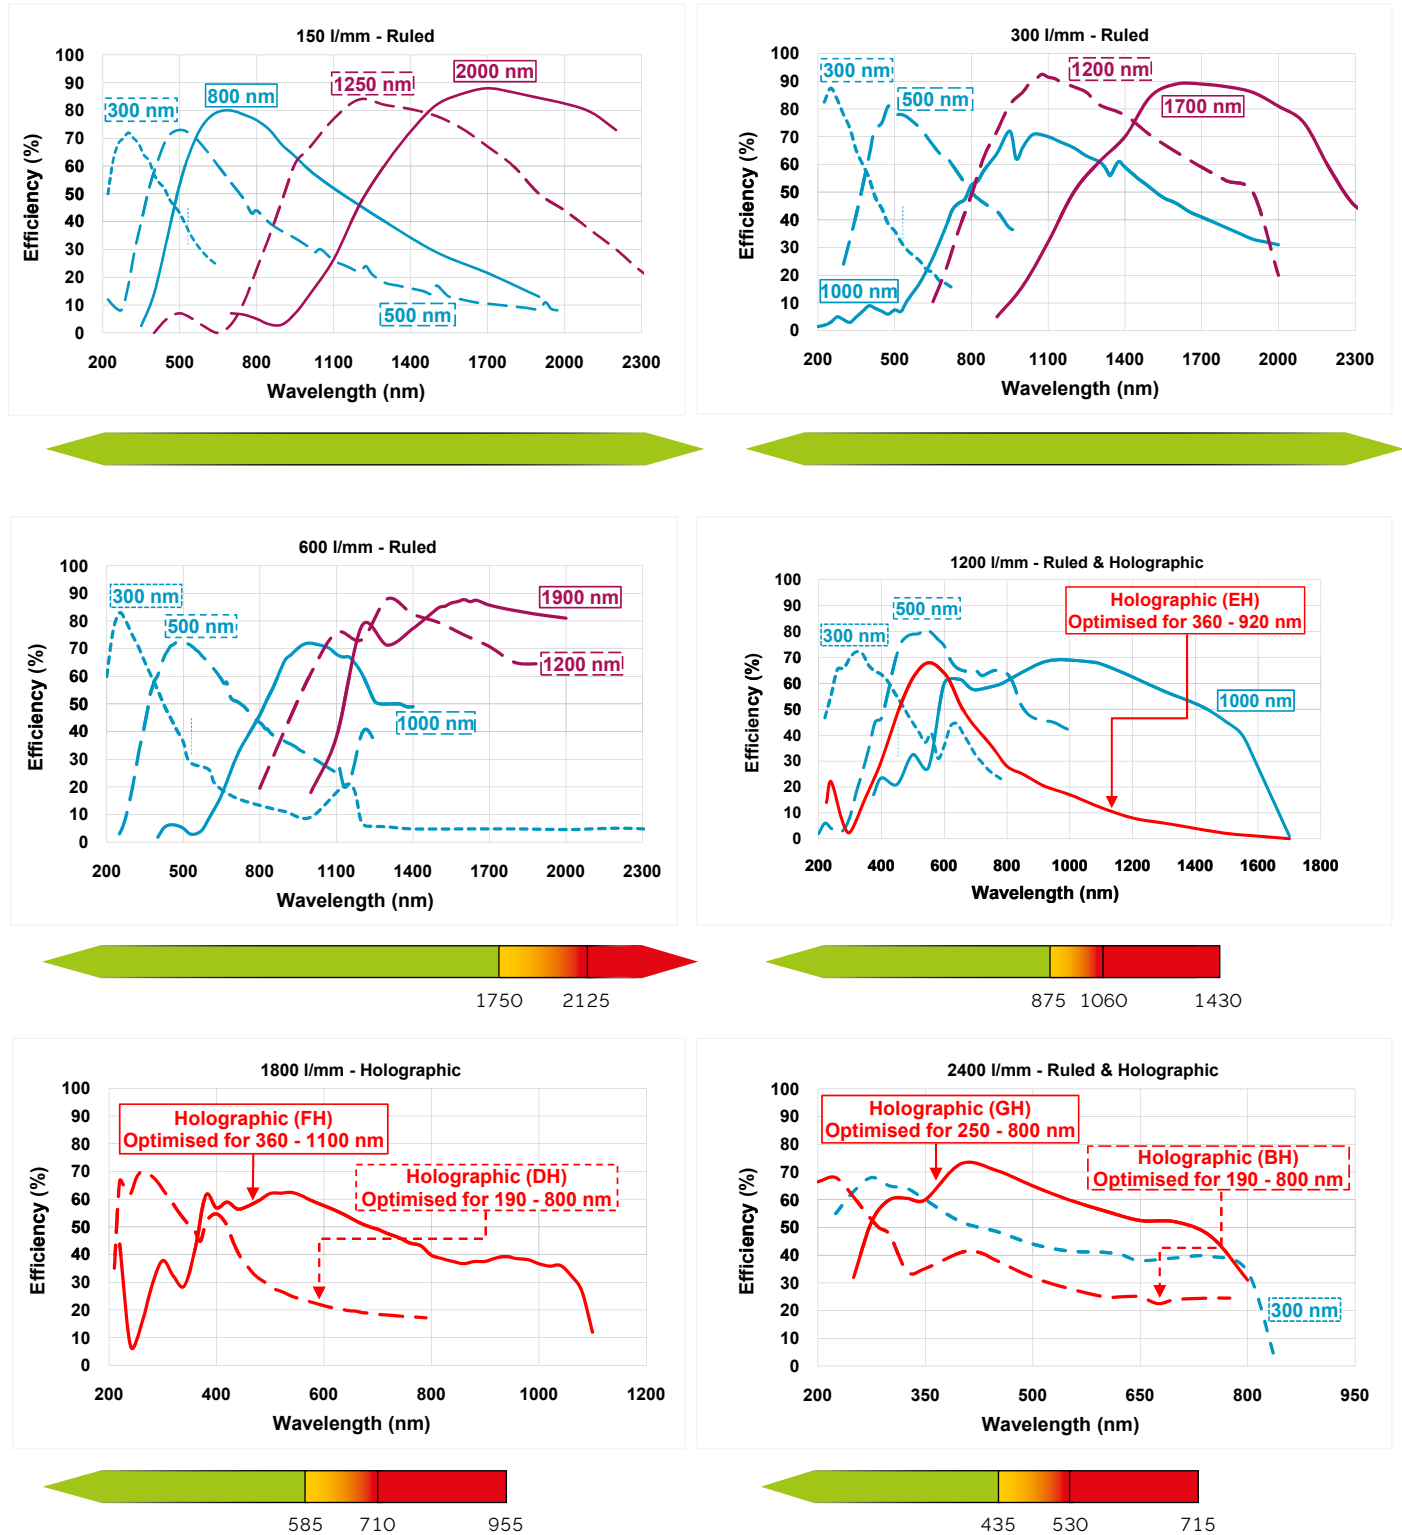 150 l/mm - Ruled
Efficiency (%)
100
90
80
70
60
50
40
30
20
10
0
300 nm
800 nm
1250 nm
2000 nm
500 nm
200 500 800 1100 1400 1700 2000 2300
Wavelength (nm)
300 l/mm - Ruled
Efficiency (%)
100
90
80
70
60
50
40
30
20
10
0
300 nm
500 nm
1200 nm
1700 nm
1000 nm
200 500 800 1100 1400 1700 2000 2300
Wavelength (nm)
600 l/mm - Ruled
Efficiency (%)
100
90
80
70
60
50
40
30
20
10
0
300 nm
500 nm
1900 nm
1200 nm
1000 nm
200 500 800 1100 1400 1700 2000 2300
Wavelength (nm)
1750 2125
1200 l/mm - Ruled & Holographic
Efficiency (%)
100
90
80
70
60
50
40
30
20
10
0
300 nm
500 nm
Holographic (EH)
Optimised for 360 - 920 nm
1000 nm
200 400 600 800 1000 1200 1400 1600 1800
Wavelength (nm)
875 1060 1430
1800 l/mm - Holographic
Efficiency (%)
100
90
80
70
60
50
40
30
20
10
0
Holographic (FH)
Optimised for 360 - 1100 nm
Holographic (DH)
Optimised for 190 - 800 nm
200 400 600 800 1000 1200
Wavelength (nm)
585 710 955
2400 l/mm - Ruled & Holographic
Efficiency (%)
100
90
80
70
60
50
40
30
20
10
0
Holographic (GH)
Optimised for 250 - 800 nm
Holographic (BH)
Optimised for 190 - 800 nm
300 nm
200 350 500 650 800 950
Wavelength (nm)
435 530 715